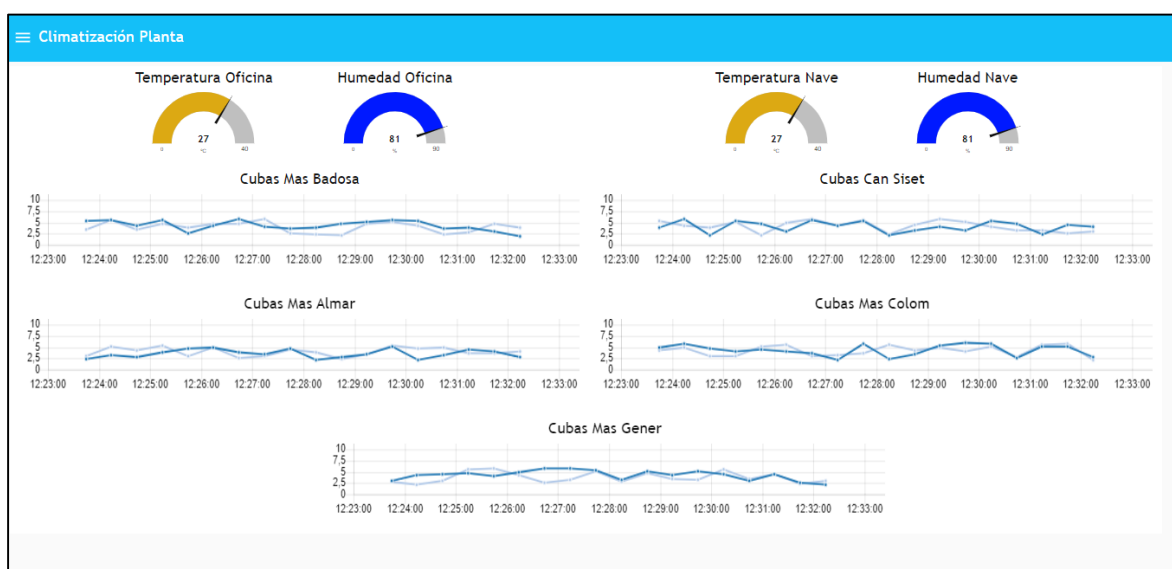 Climatización Planta
Temperatura Oficina
Humedad Oficina
Temperatura Nave
Humedad Nave
27
°C
0
40
81
%
0
90
27
°C
0
40
81
%
0
90
Cubas Mas Badosa
10
7,5
5
2,5
0
12:23:00 12:24:00 12:25:00 12:26:00 12:27:00 12:28:00 12:29:00 12:30:00 12:31:00 12:32:00 12:33:00
Cubas Can Siset
10
7,5
5
2,5
0
12:23:00 12:24:00 12:25:00 12:26:00 12:27:00 12:28:00 12:29:00 12:30:00 12:31:00 12:32:00 12:33:00
Cubas Mas Almar
10
7,5
5
2,5
0
12:23:00 12:24:00 12:25:00 12:26:00 12:27:00 12:28:00 12:29:00 12:30:00 12:31:00 12:32:00 12:33:00
Cubas Mas Colom
10
7,5
5
2,5
0
12:23:00 12:24:00 12:25:00 12:26:00 12:27:00 12:28:00 12:29:00 12:30:00 12:31:00 12:32:00 12:33:00
Cubas Mas Gener
10
7,5
5
2,5
0
12:23:00 12:24:00 12:25:00 12:26:00 12:27:00 12:28:00 12:29:00 12:30:00 12:31:00 12:32:00 12:33:00